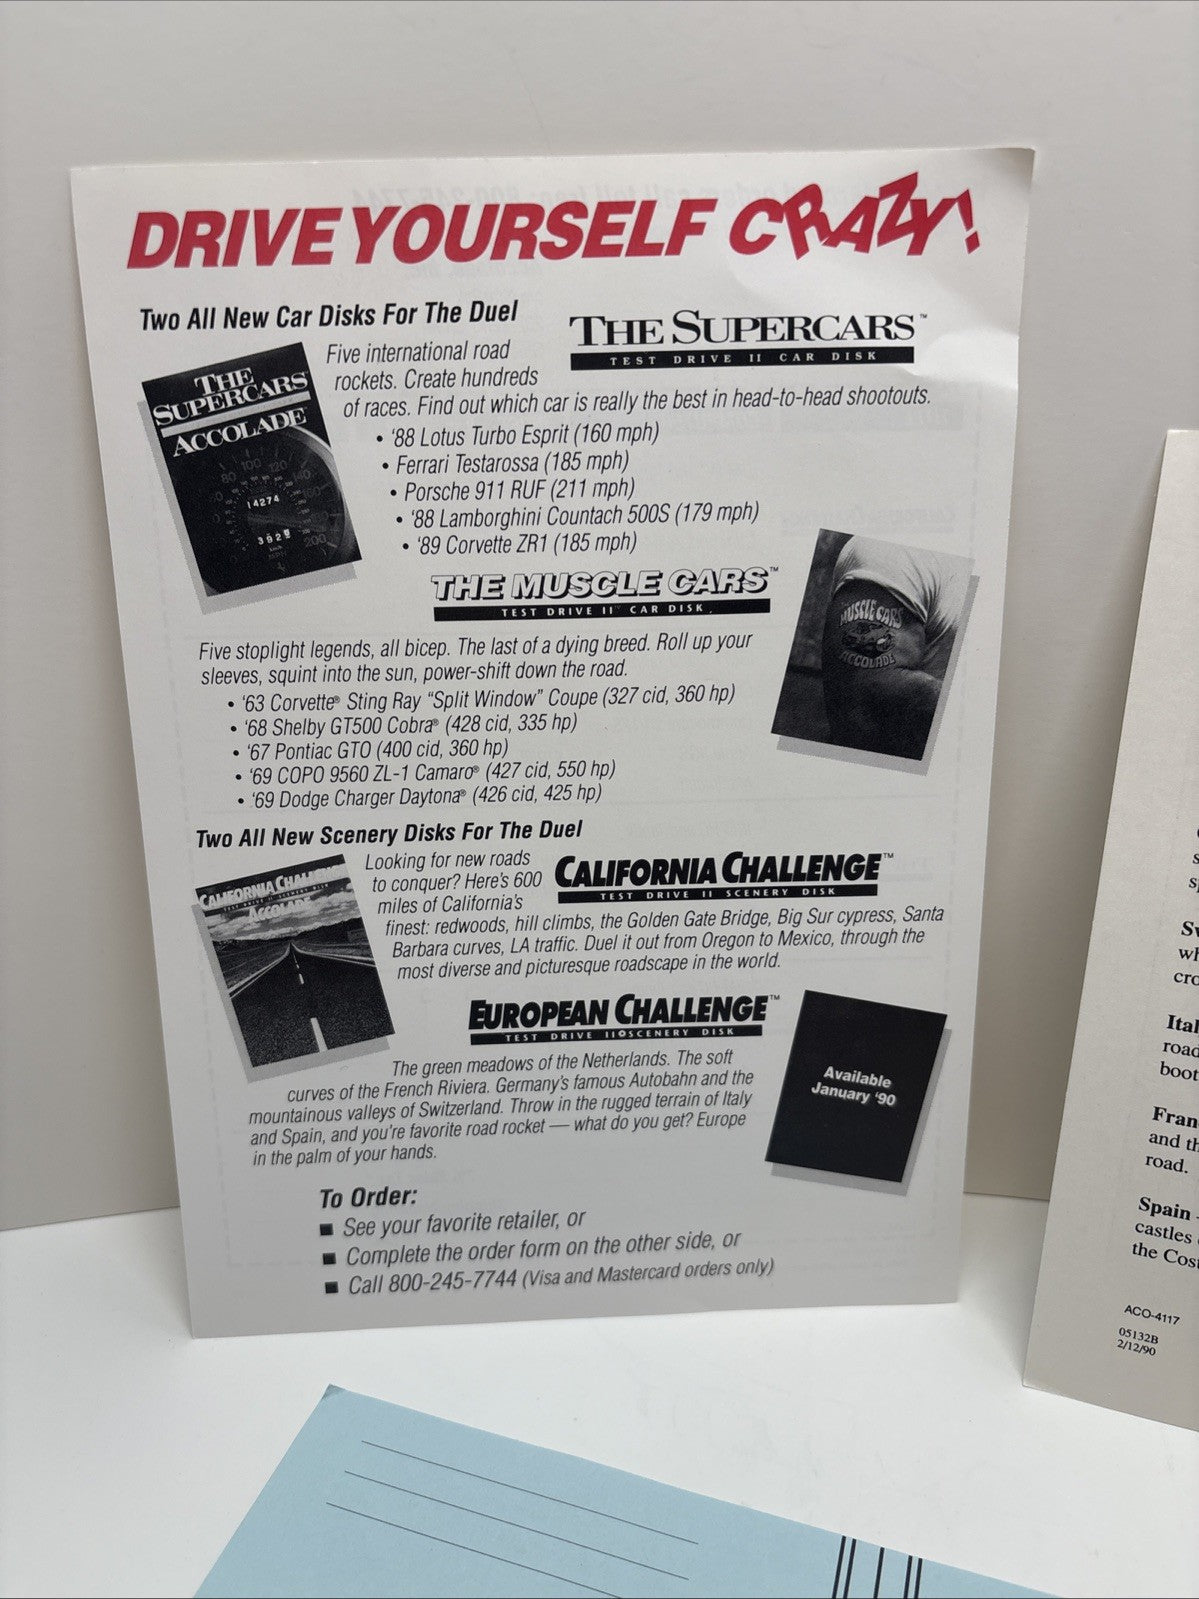 DRIVE YOURSELF CRAZY!
Two All New Car Disks For The Duel
THE SUPERCARS™
TEST DRIVE II CAR DISK
THE
SUPERCARS
ACCOLADE
Five international road
rockets. Create hundreds
of races. Find out which car is really the best in head-to-head shootouts.
• '88 Lotus Turbo Esprit (160 mph)
• Ferrari Testarossa (185 mph)
• Porsche 911 RUF (211 mph)
• '88 Lamborghini Countach 500S (179 mph)
• '89 Corvette ZR1 (185 mph)
THE MUSCLE CARS™
TEST DRIVE II CAR DISK
MUSCLE CARS
ACCOLADE
Five stoplight legends, all bicep. The last of a dying breed. Roll up your
sleeves, squint into the sun, power-shift down the road.
• '63 Corvette® Sting Ray "Split Window" Coupe (327 cid, 360 hp)
• '68 Shelby GT500 Cobra® (428 cid, 335 hp)
• '67 Pontiac GTO (400 cid, 360 hp)
• '69 COPO 9560 ZL-1 Camaro® (427 cid, 550 hp)
• '69 Dodge Charger Daytona® (426 cid, 425 hp)
Two All New Scenery Disks For The Duel
CALIFORNIA CHALLENGE™
TEST DRIVE II SCENERY DISK
CALIFORNIA CHALLENGE
ACCOLADE
Looking for new roads
to conquer? Here's 600
miles of California's
finest: redwoods, hill climbs, the Golden Gate Bridge, Big Sur cypress, Santa
Barbara curves, LA traffic. Duel it out from Oregon to Mexico, through the
most diverse and picturesque roadscape in the world.
EUROPEAN CHALLENGE™
TEST DRIVE II SCENERY DISK
The green meadows of the Netherlands. The soft
curves of the French Riviera. Germany's famous Autobahn and the
mountainous valleys of Switzerland. Throw in the rugged terrain of Italy
and Spain, and you're favorite road rocket — what do you get? Europe
in the palm of your hands.
Available
January '90
To Order:
■ See your favorite retailer, or
■ Complete the order form on the other side, or
■ Call 800-245-7744 (Visa and Mastercard orders only)
road
boot
and th
road.
Spain
castles
the Cos
ACO-4117
05132B
2/12/90